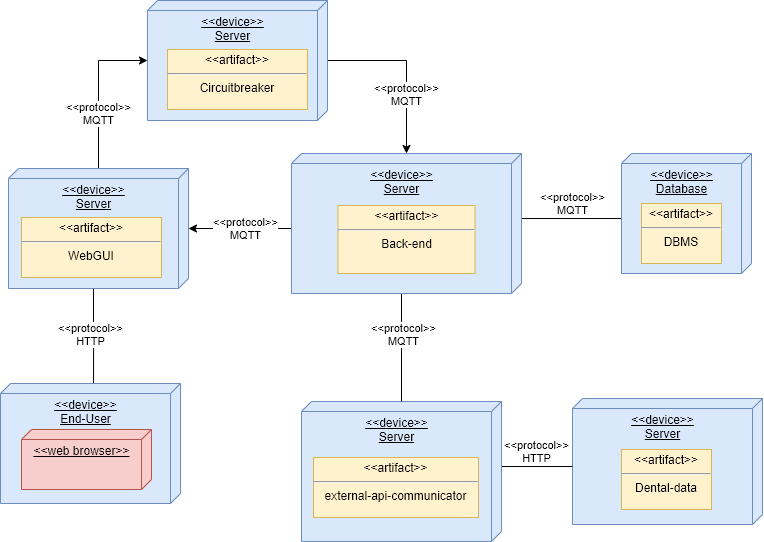 <<device>>
Server
<<artifact>>
Circuitbreaker
<<protocol>>
MQTT
<<protocol>>
MQTT
<<device>>
Server
<<artifact>>
WebGUI
<<protocol>>
MQTT
<<device>>
Server
<<artifact>>
Back-end
<<protocol>>
MQTT
<<device>>
Database
<<artifact>>
DBMS
<<protocol>>
HTTP
<<protocol>>
MQTT
<<device>>
End-User
<<web browser>>
<<device>>
Server
<<artifact>>
external-api-communicator
<<protocol>>
HTTP
<<device>>
Server
<<artifact>>
Dental-data